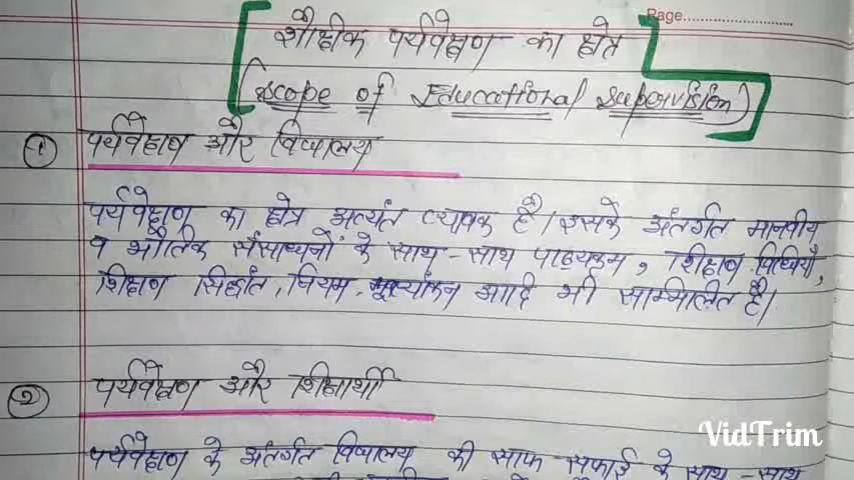 Page
शैक्षिक पर्यवेक्षण का क्षेत्र
(Scope of Educational Supervision)
① पर्यवेक्षण और विद्यालय
पर्यवेक्षण का क्षेत्र अत्यंत व्यापक है। इसके अंतर्गत मानवीय
व भौतिक संसाधनों के साथ-साथ पाठ्यक्रम, शिक्षण विधियाँ,
शिक्षण सिद्धांत, नियम, मूल्यांकन आदि भी सम्मिलित है।
② पर्यवेक्षण और शिक्षार्थी
पर्यवेक्षण के अंतर्गत विद्यालय की साफ सफाई के साथ-साथ
VidTrim